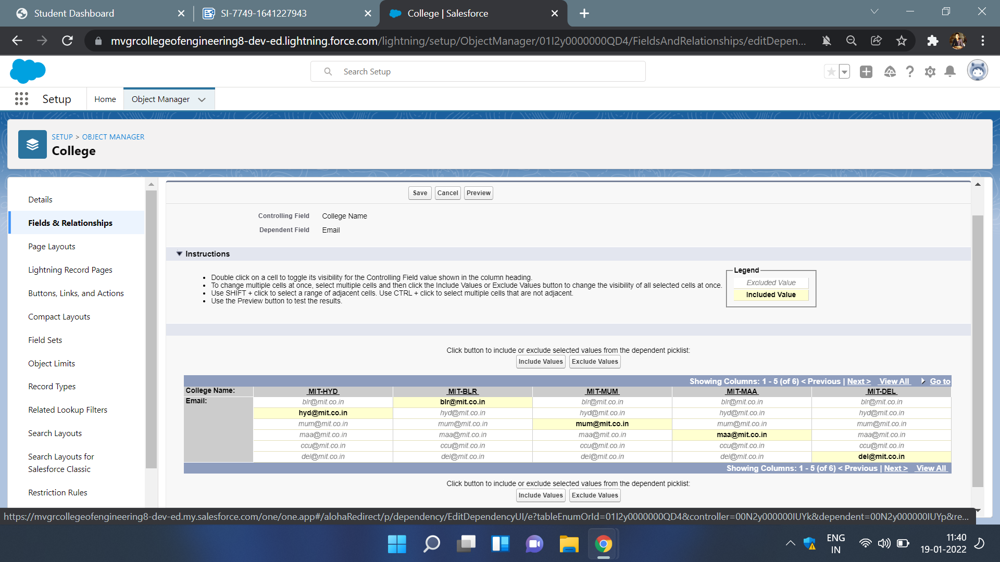 Student Dashboard
SI-7749-1641227943
College | Salesforce
mvgrcollegeofengineering8-dev-ed.lightning.force.com/lightning/setup/ObjectManager/01I2y0000000QD4/FieldsAndRelationships/editDepen...
Search Setup
Setup
Home
Object Manager
SETUP > OBJECT MANAGER
College
Details
Fields & Relationships
Page Layouts
Lightning Record Pages
Buttons, Links, and Actions
Compact Layouts
Field Sets
Object Limits
Record Types
Related Lookup Filters
Search Layouts
Search Layouts for
Salesforce Classic
Restriction Rules
Save Cancel Preview
Controlling Field College Name
Dependent Field Email
Instructions
• Double click on a cell to toggle its visibility for the Controlling Field value shown in the column heading.
• To change multiple cells at once, select multiple cells and then click the Include Values or Exclude Values button to change the visibility of all selected cells at once.
• Use SHIFT + click to select a range of adjacent cells. Use CTRL + click to select multiple cells that are not adjacent.
• Use the Preview button to test the results.
Legend
Excluded Value
Included Value
Click button to include or exclude selected values from the dependent picklist:
Include Values Exclude Values
Showing Columns: 1 - 5 (of 6) < Previous | Next > View All Go to
College Name: MIT-HYD MIT-BLR MIT-MUM MIT-MAA MIT-DEL
Email: blr@mit.co.in blr@mit.co.in blr@mit.co.in blr@mit.co.in blr@mit.co.in
hyd@mit.co.in hyd@mit.co.in hyd@mit.co.in hyd@mit.co.in hyd@mit.co.in
mum@mit.co.in mum@mit.co.in mum@mit.co.in mum@mit.co.in mum@mit.co.in
maa@mit.co.in maa@mit.co.in maa@mit.co.in maa@mit.co.in maa@mit.co.in
ccu@mit.co.in ccu@mit.co.in ccu@mit.co.in ccu@mit.co.in ccu@mit.co.in
del@mit.co.in del@mit.co.in del@mit.co.in del@mit.co.in del@mit.co.in
Showing Columns: 1 - 5 (of 6) < Previous | Next > View All
Click button to include or exclude selected values from the dependent picklist:
Include Values Exclude Values
https://mvgrcollegeofengineering8-dev-ed.my.salesforce.com/one/one.app#/alohaRedirect/p/dependency/EditDependencyUI/e?tableEnumOrId=01I2y0000000QD4&controller=00N2y000000IUYk&dependent=00N2y000000IUYp&re...
ENG
IN
11:40
19-01-2022